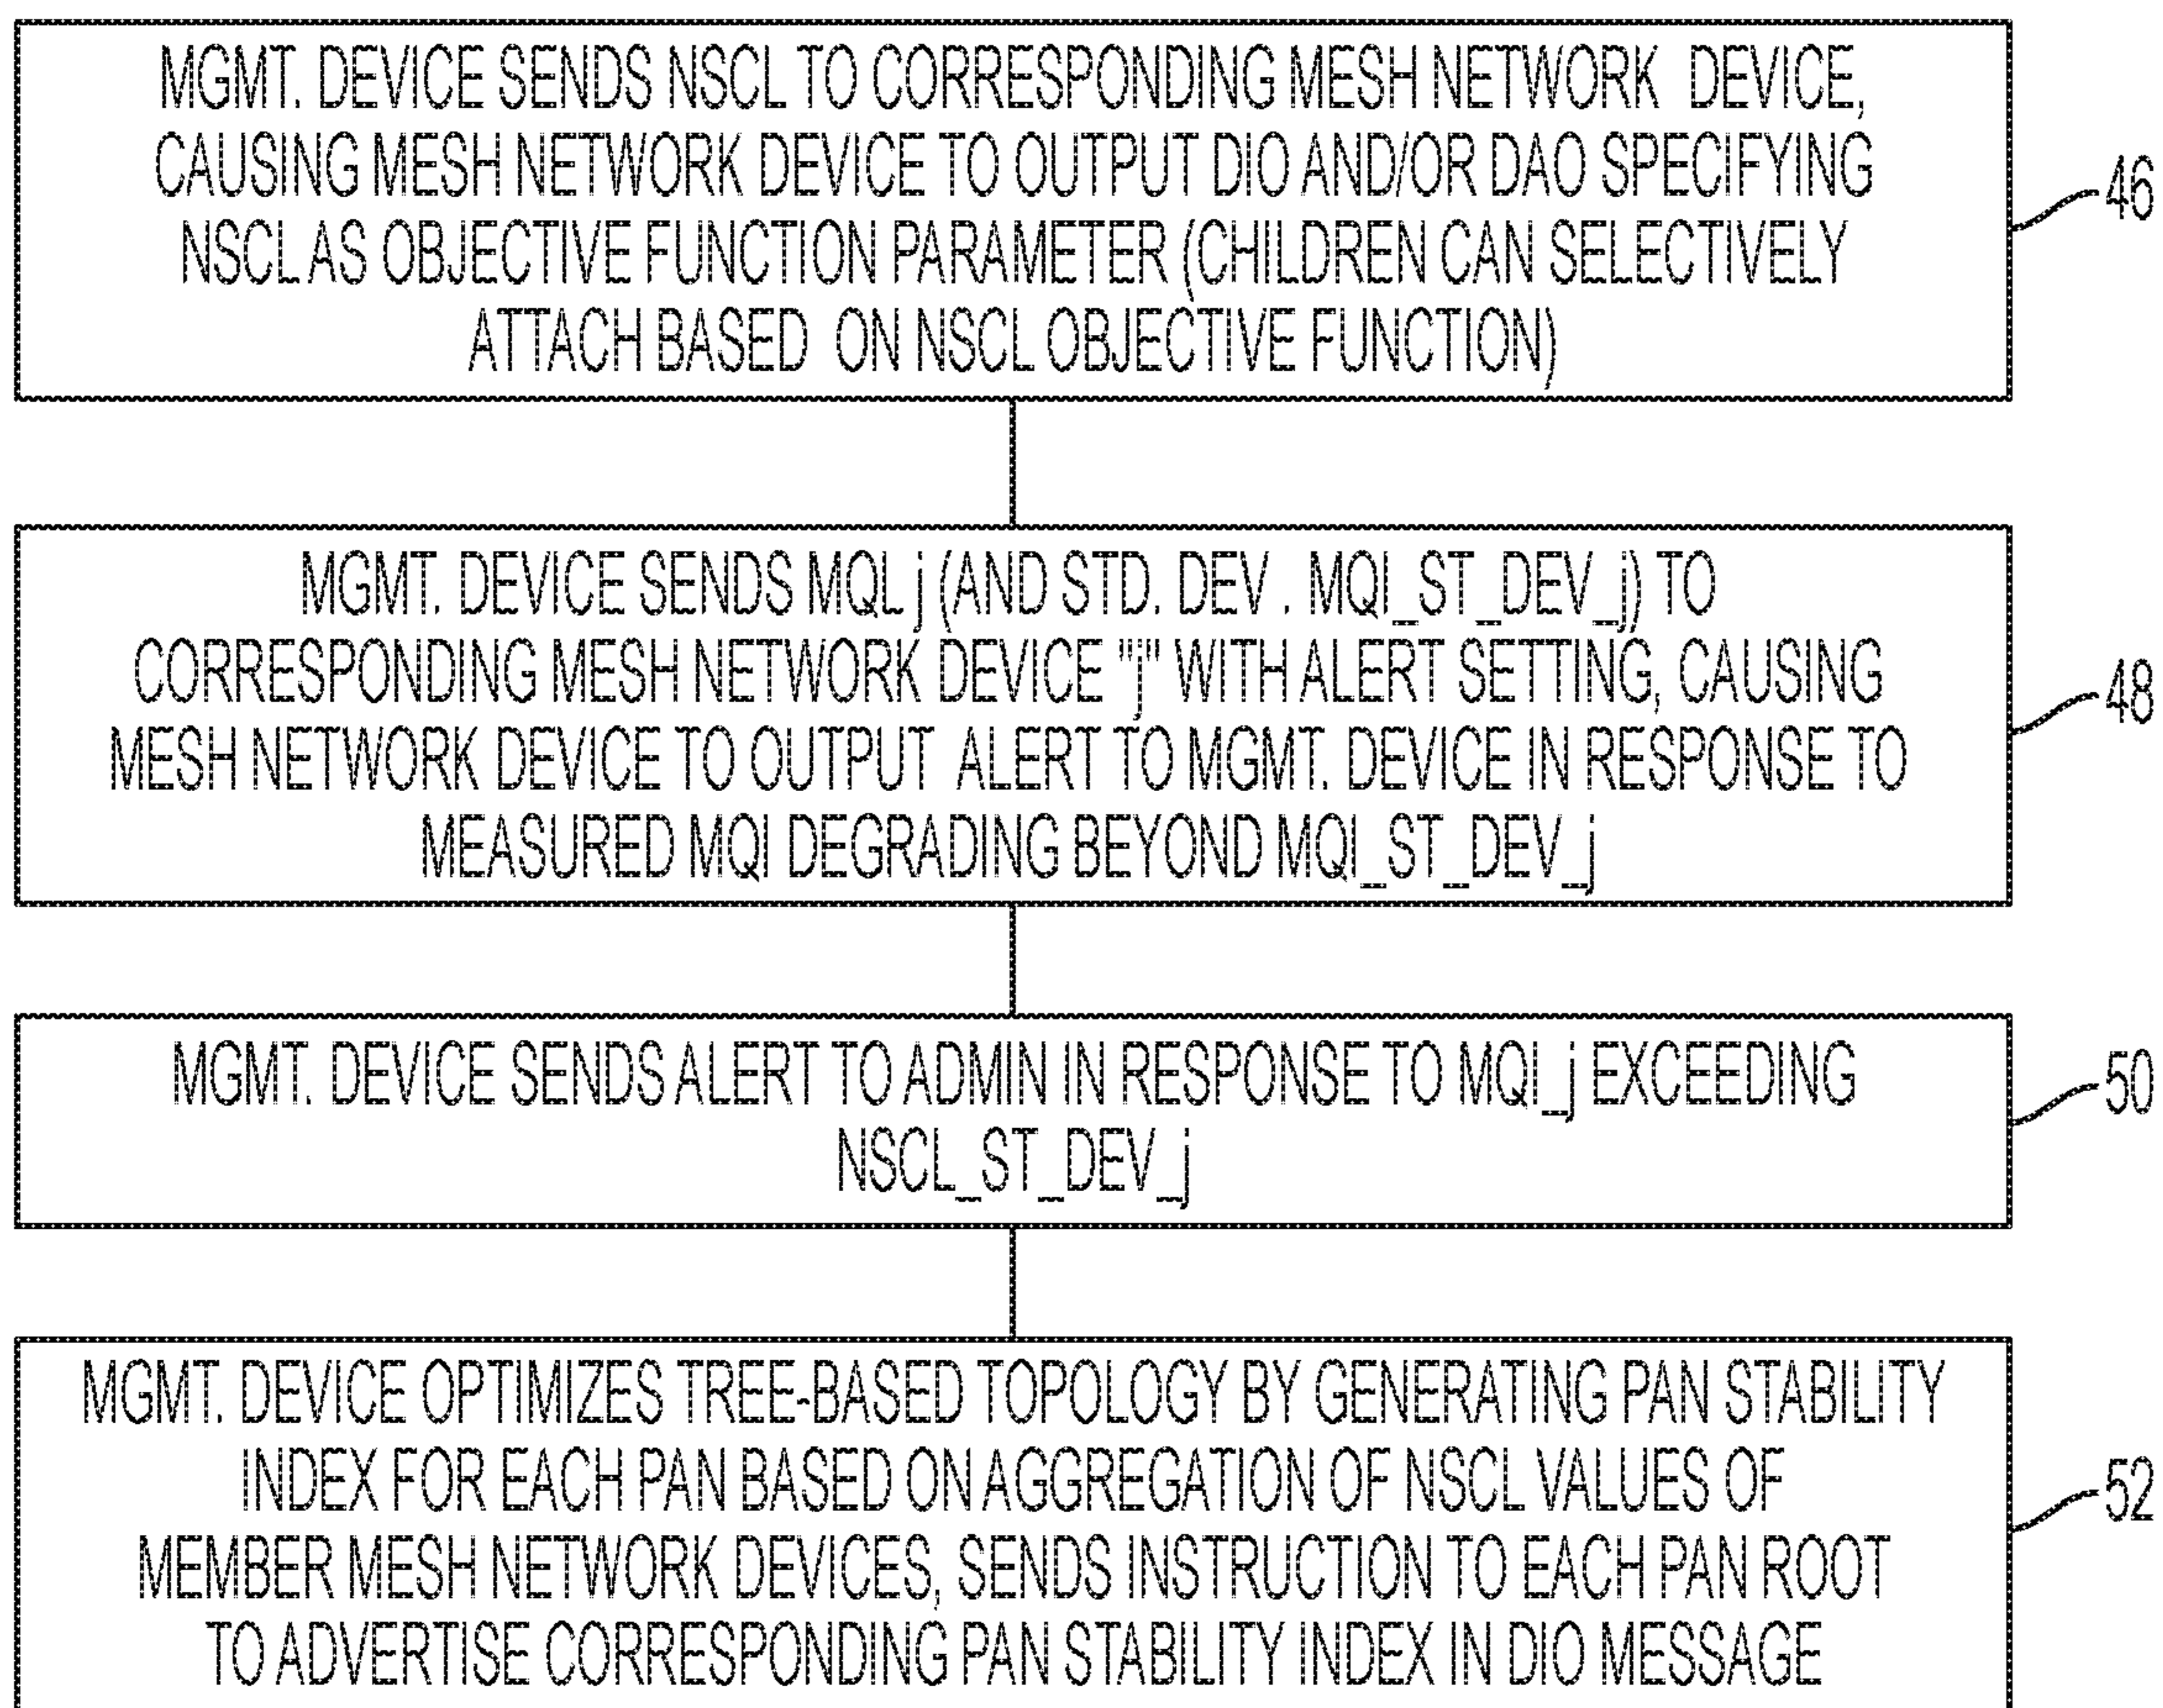 MGMT. DEVICE SENDS NSCL TO CORRESPONDING MESH NETWORK DEVICE,
CAUSING MESH NETWORK DEVICE TO OUTPUT DIO AND/OR DAO SPECIFYING
NSCL AS OBJECTIVE FUNCTION PARAMETER (CHILDREN CAN SELECTIVELY
ATTACH BASED ON NSCL OBJECTIVE FUNCTION)
46
MGMT. DEVICE SENDS MQI_j (AND STD. DEV . MQI_ST_DEV_j) TO
CORRESPONDING MESH NETWORK DEVICE "j" WITH ALERT SETTING, CAUSING
MESH NETWORK DEVICE TO OUTPUT ALERT TO MGMT. DEVICE IN RESPONSE TO
MEASURED MQI DEGRADING BEYOND MQI_ST_DEV_j
48
MGMT. DEVICE SENDS ALERT TO ADMIN IN RESPONSE TO MQI_j EXCEEDING
NSCL_ST_DEV_j
50
MGMT. DEVICE OPTIMIZES TREE-BASED TOPOLOGY BY GENERATING PAN STABILITY
INDEX FOR EACH PAN BASED ON AGGREGATION OF NSCL VALUES OF
MEMBER MESH NETWORK DEVICES, SENDS INSTRUCTION TO EACH PAN ROOT
TO ADVERTISE CORRESPONDING PAN STABILITY INDEX IN DIO MESSAGE
52